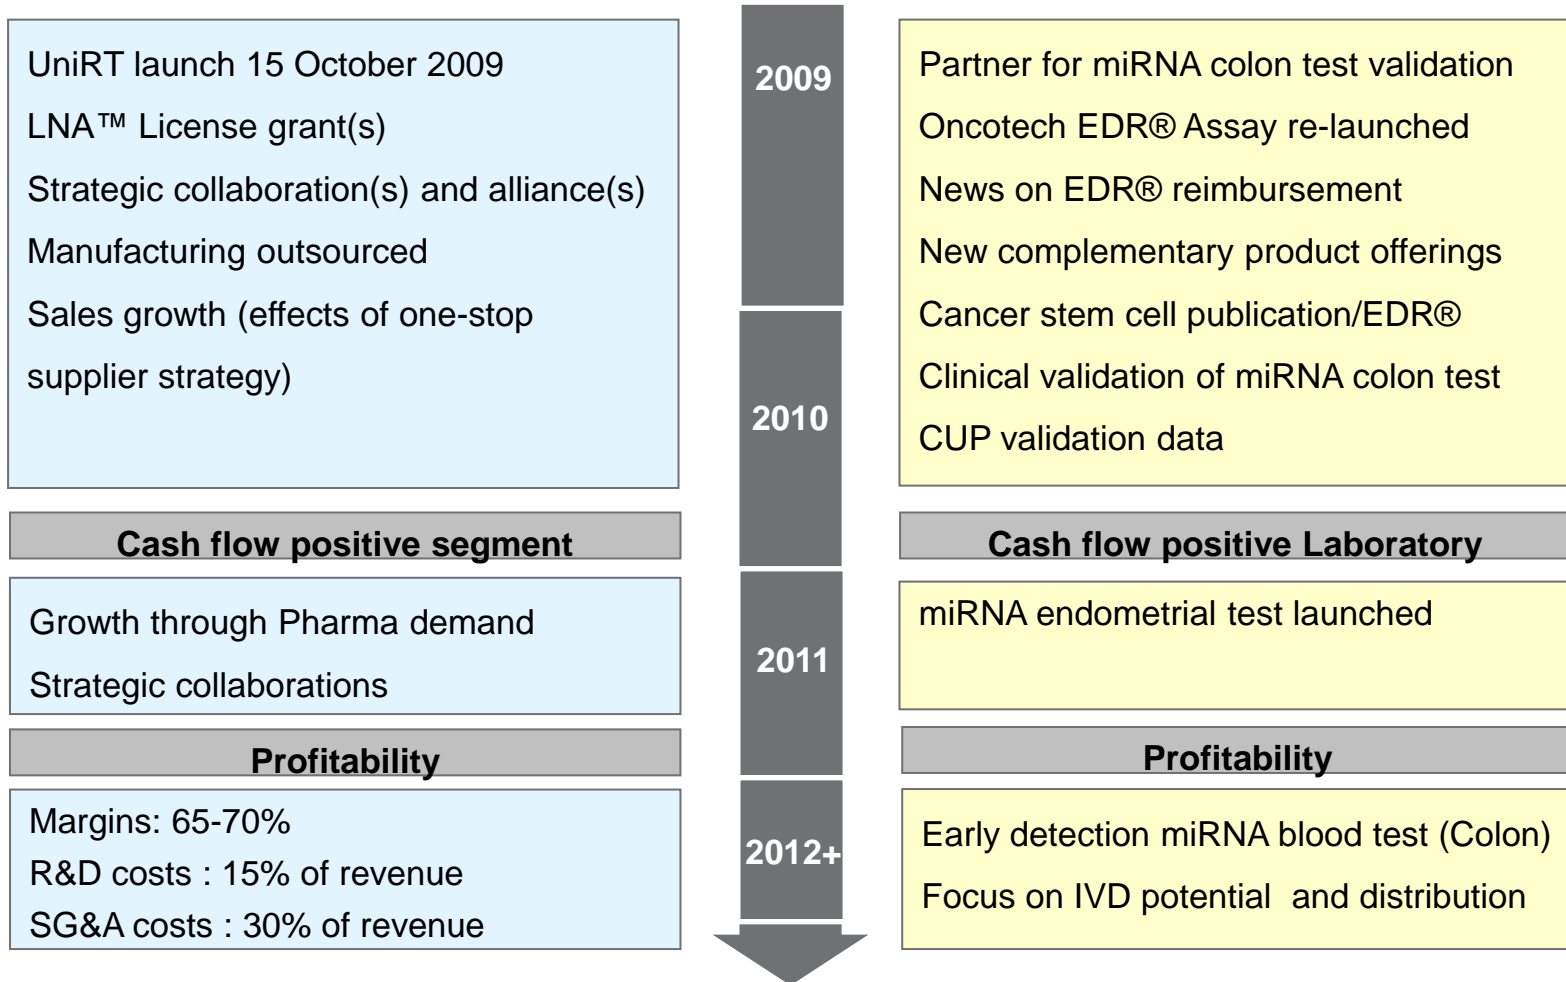 UniRT launch 15 October 2009
LNA™ License grant(s)
Strategic collaboration(s) and alliance(s)
Manufacturing outsourced
Sales growth (effects of one-stop
supplier strategy)
Cash flow positive segment
Growth through Pharma demand
Strategic collaborations
Profitability
Margins: 65-70%
R&D costs : 15% of revenue
SG&A costs : 30% of revenue
2009
2010
2011
2012+
Partner for miRNA colon test validation
Oncotech EDR® Assay re-launched
News on EDR® reimbursement
New complementary product offerings
Cancer stem cell publication/EDR®
Clinical validation of miRNA colon test
CUP validation data
Cash flow positive Laboratory
miRNA endometrial test launched
Profitability
Early detection miRNA blood test (Colon)
Focus on IVD potential and distribution